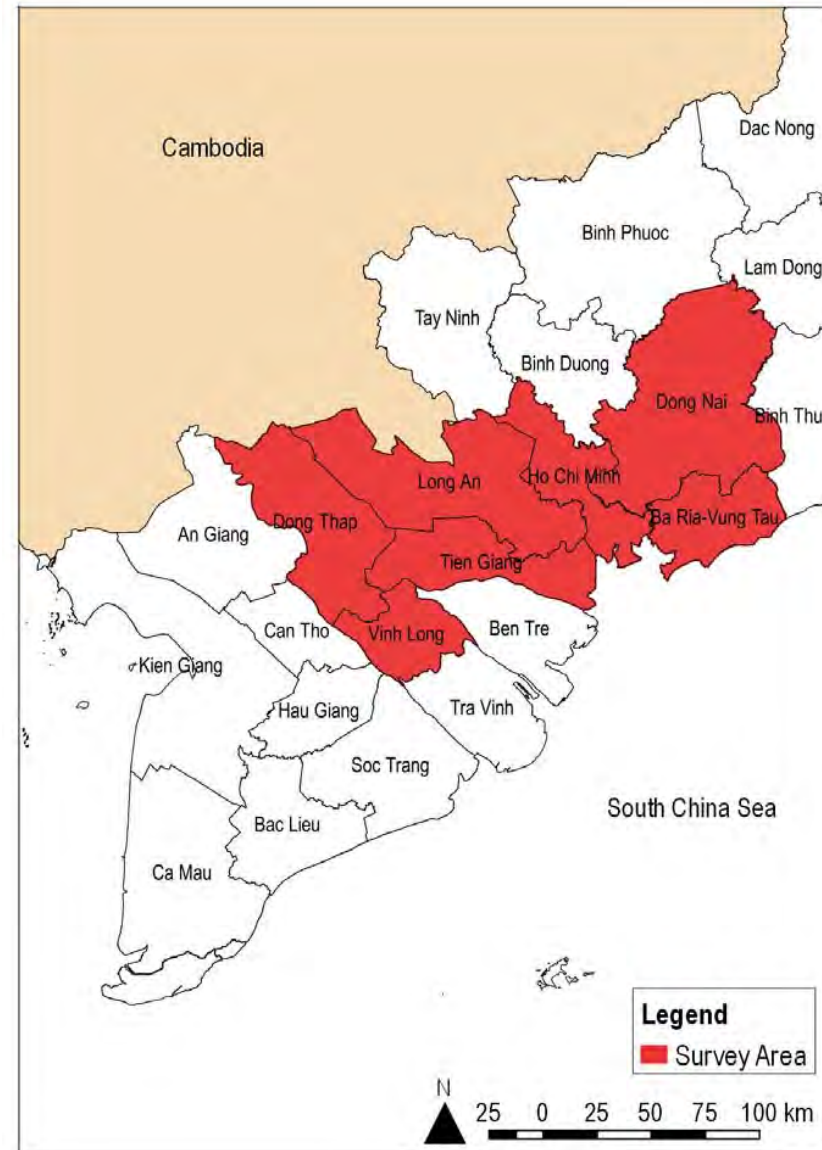 Dac Nong
Cambodia
Binh Phuoc
Lam Dong
Tay Ninh
Binh Duong
Dong Nai
Binh Thu
Long An
Ho Chi Minh
Ba Ria-Vung Tau
Dong Thap
An Giang
Tien Giang
Can Tho
Vinh Long
Ben Tre
Kien Giang
Hau Giang
Tra Vinh
Soc Trang
South China Sea
Bac Lieu
Ca Mau
Legend
Survey Area
N
25 0 25 50 75 100 km